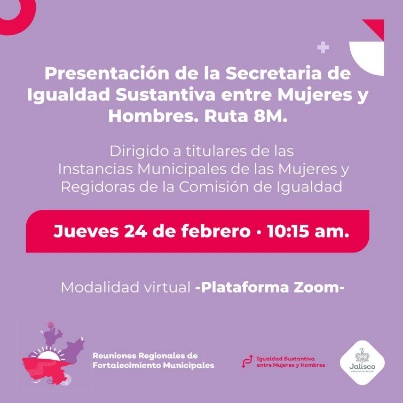 Presentación de la Secretaria de
Igualdad Sustantiva entre Mujeres y
Hombres. Ruta 8M.
Dirigido a titulares de las
Instancias Municipales de las Mujeres y
Regidoras de la Comisión de Igualdad
Jueves 24 de febrero · 10:15 am.
Modalidad virtual -Plataforma Zoom-
Reuniones Regionales de
Fortalecimiento Municipales
Igualdad Sustantiva
entre Mujeres y Hombres
Jalisco